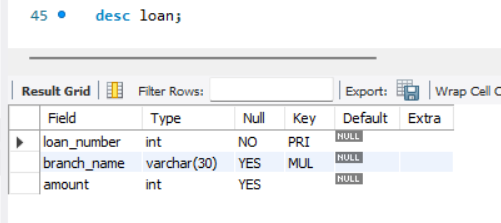 45 desc loan;
Result Grid Filter Rows: Export: Wrap Cell C
Field Type Null Key Default Extra
loan_number int NO PRI NULL
branch_name varchar(30) YES MUL NULL
amount int YES NULL